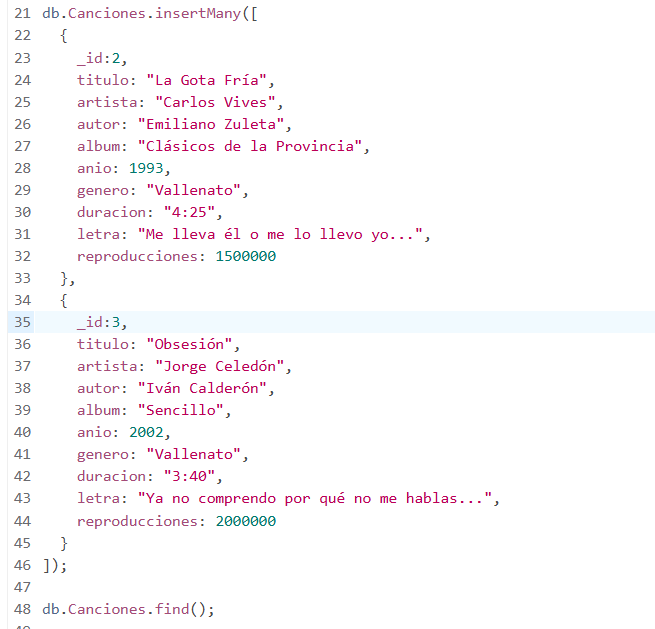 21 db.Canciones.insertMany([
22   {
23     _id:2,
24     titulo: "La Gota Fría",
25     artista: "Carlos Vives",
26     autor: "Emiliano Zuleta",
27     album: "Clásicos de la Provincia",
28     anio: 1993,
29     genero: "Vallenato",
30     duracion: "4:25",
31     letra: "Me lleva él o me lo llevo yo...",
32     reproducciones: 1500000
33   },
34   {
35     _id:3,
36     titulo: "Obsesión",
37     artista: "Jorge Celedón",
38     autor: "Iván Calderón",
39     album: "Sencillo",
40     anio: 2002,
41     genero: "Vallenato",
42     duracion: "3:40",
43     letra: "Ya no comprendo por qué no me hablas...",
44     reproducciones: 2000000
45   }
46 ]);
47
48 db.Canciones.find();